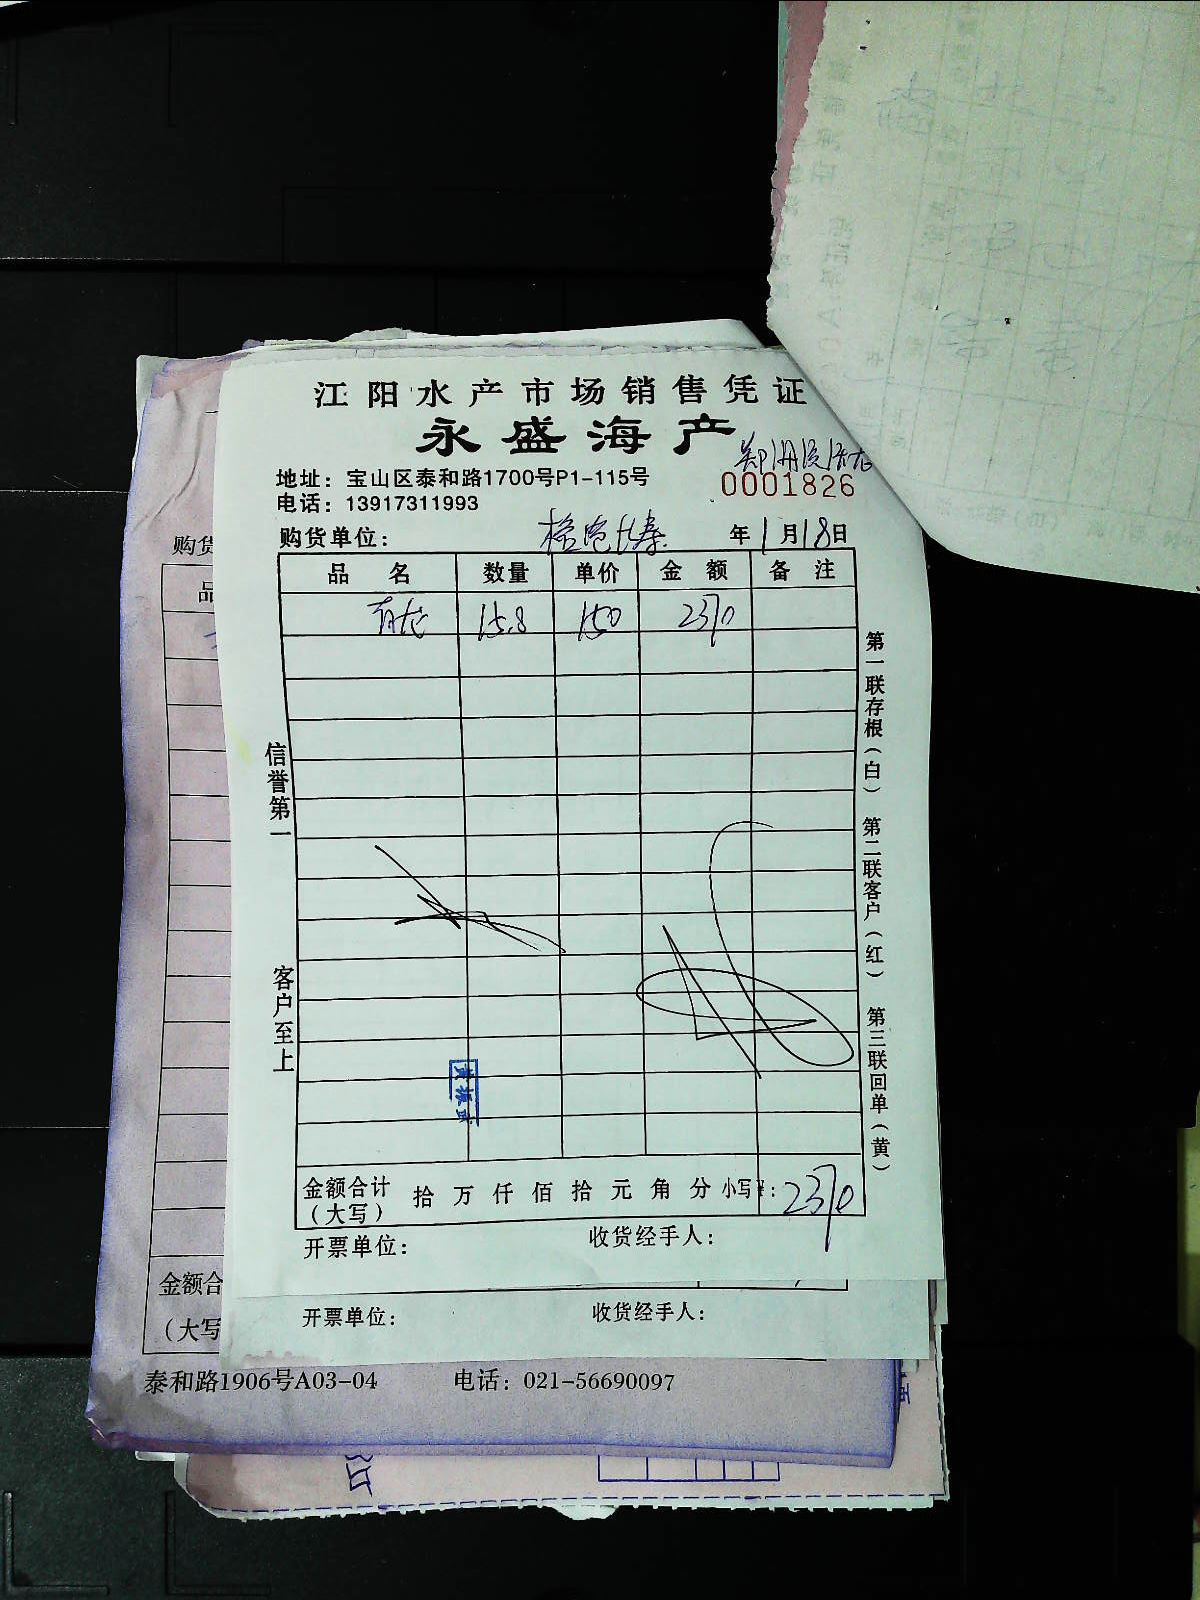 江阳水产市场销售凭证
永盛海产
地址：宝山区泰和路1700号P1-115号
0001826
电话：13917311993
购货单位： 年1月18日
品名 数量 单价 金额 备注
青龙 15.8 150 2370
信誉第一
客户至上
第一联存根（白） 第二联客户（红） 第三联回单（黄）
金额合计（大写） 拾万仟佰拾元角分 小写¥：2370
开票单位： 收货经手人：
开票单位： 收货经手人：
购货
品
金额合
（大写
泰和路1906号A03-04 电话：021-56690097